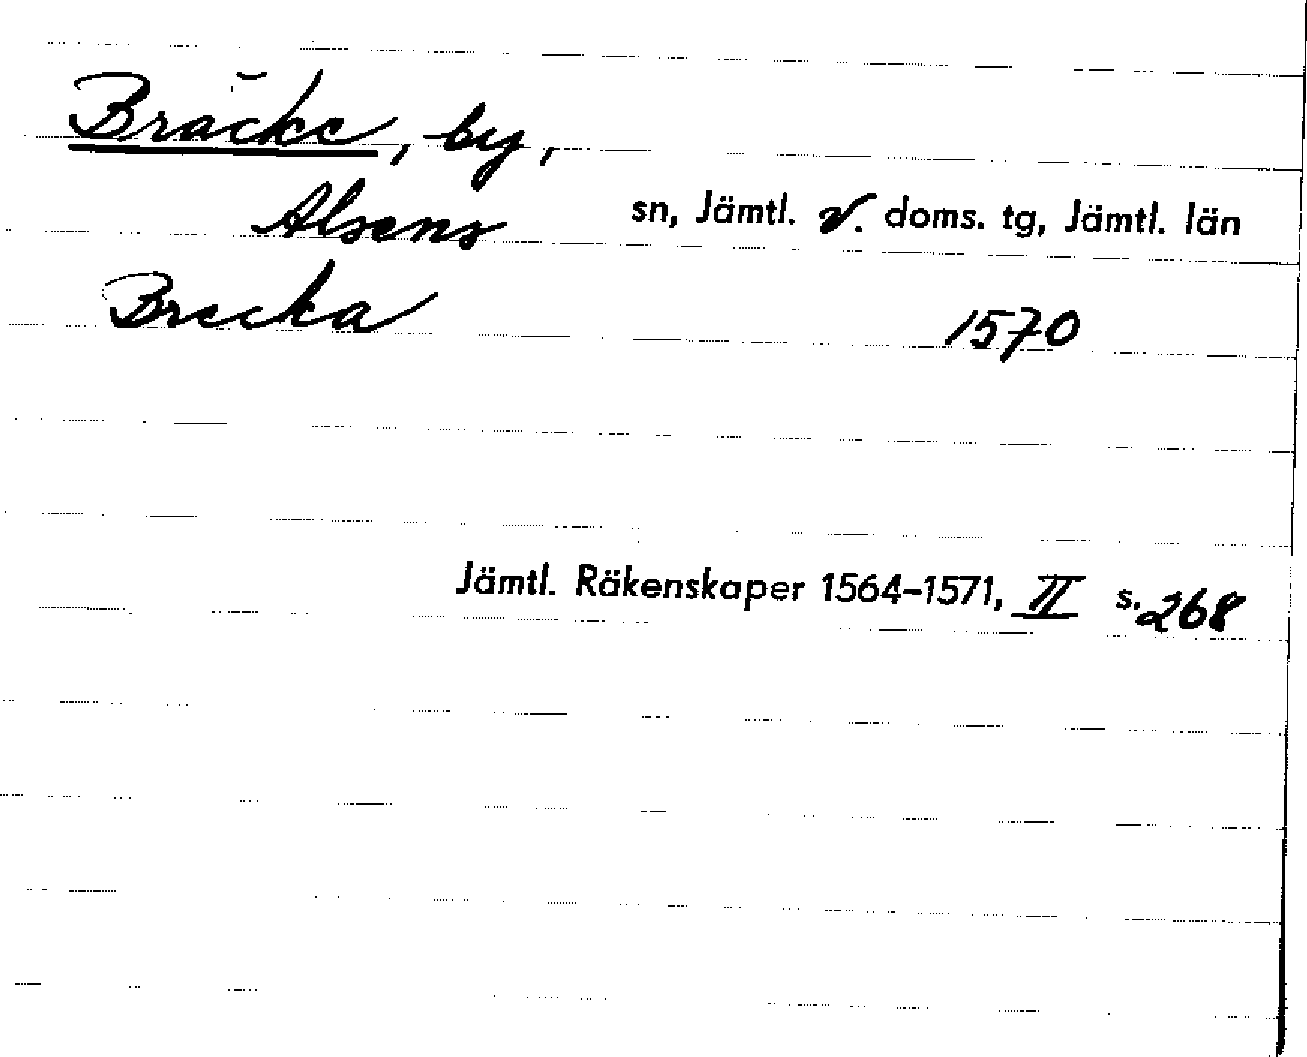 Bräcke, by,
Alsens sn, Jämtl. v. doms. tg, Jämtl. län
Brecka 1570
Jämtl. Räkenskaper 1564-1571, II s. 268